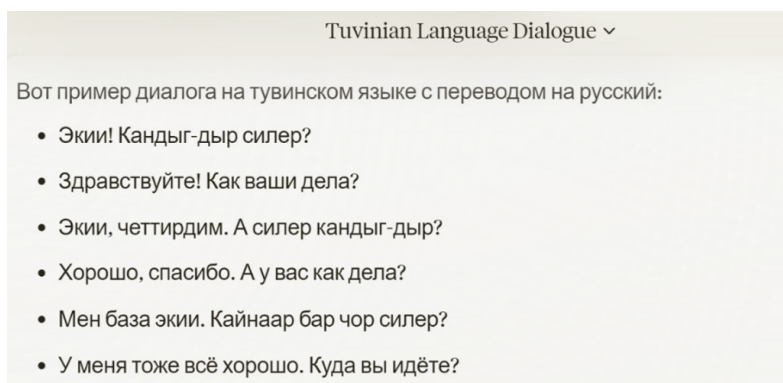 Tuvinian Language Dialogue
Вот пример диалога на тувинском языке с переводом на русский:
• Экии! Кандыг-дыр силер?
• Здравствуйте! Как ваши дела?
• Экии, четтирдим. А силер кандыг-дыр?
• Хорошо, спасибо. А у вас как дела?
• Мен база экии. Кайнаар бар чор силер?
• У меня тоже всё хорошо. Куда вы идёте?